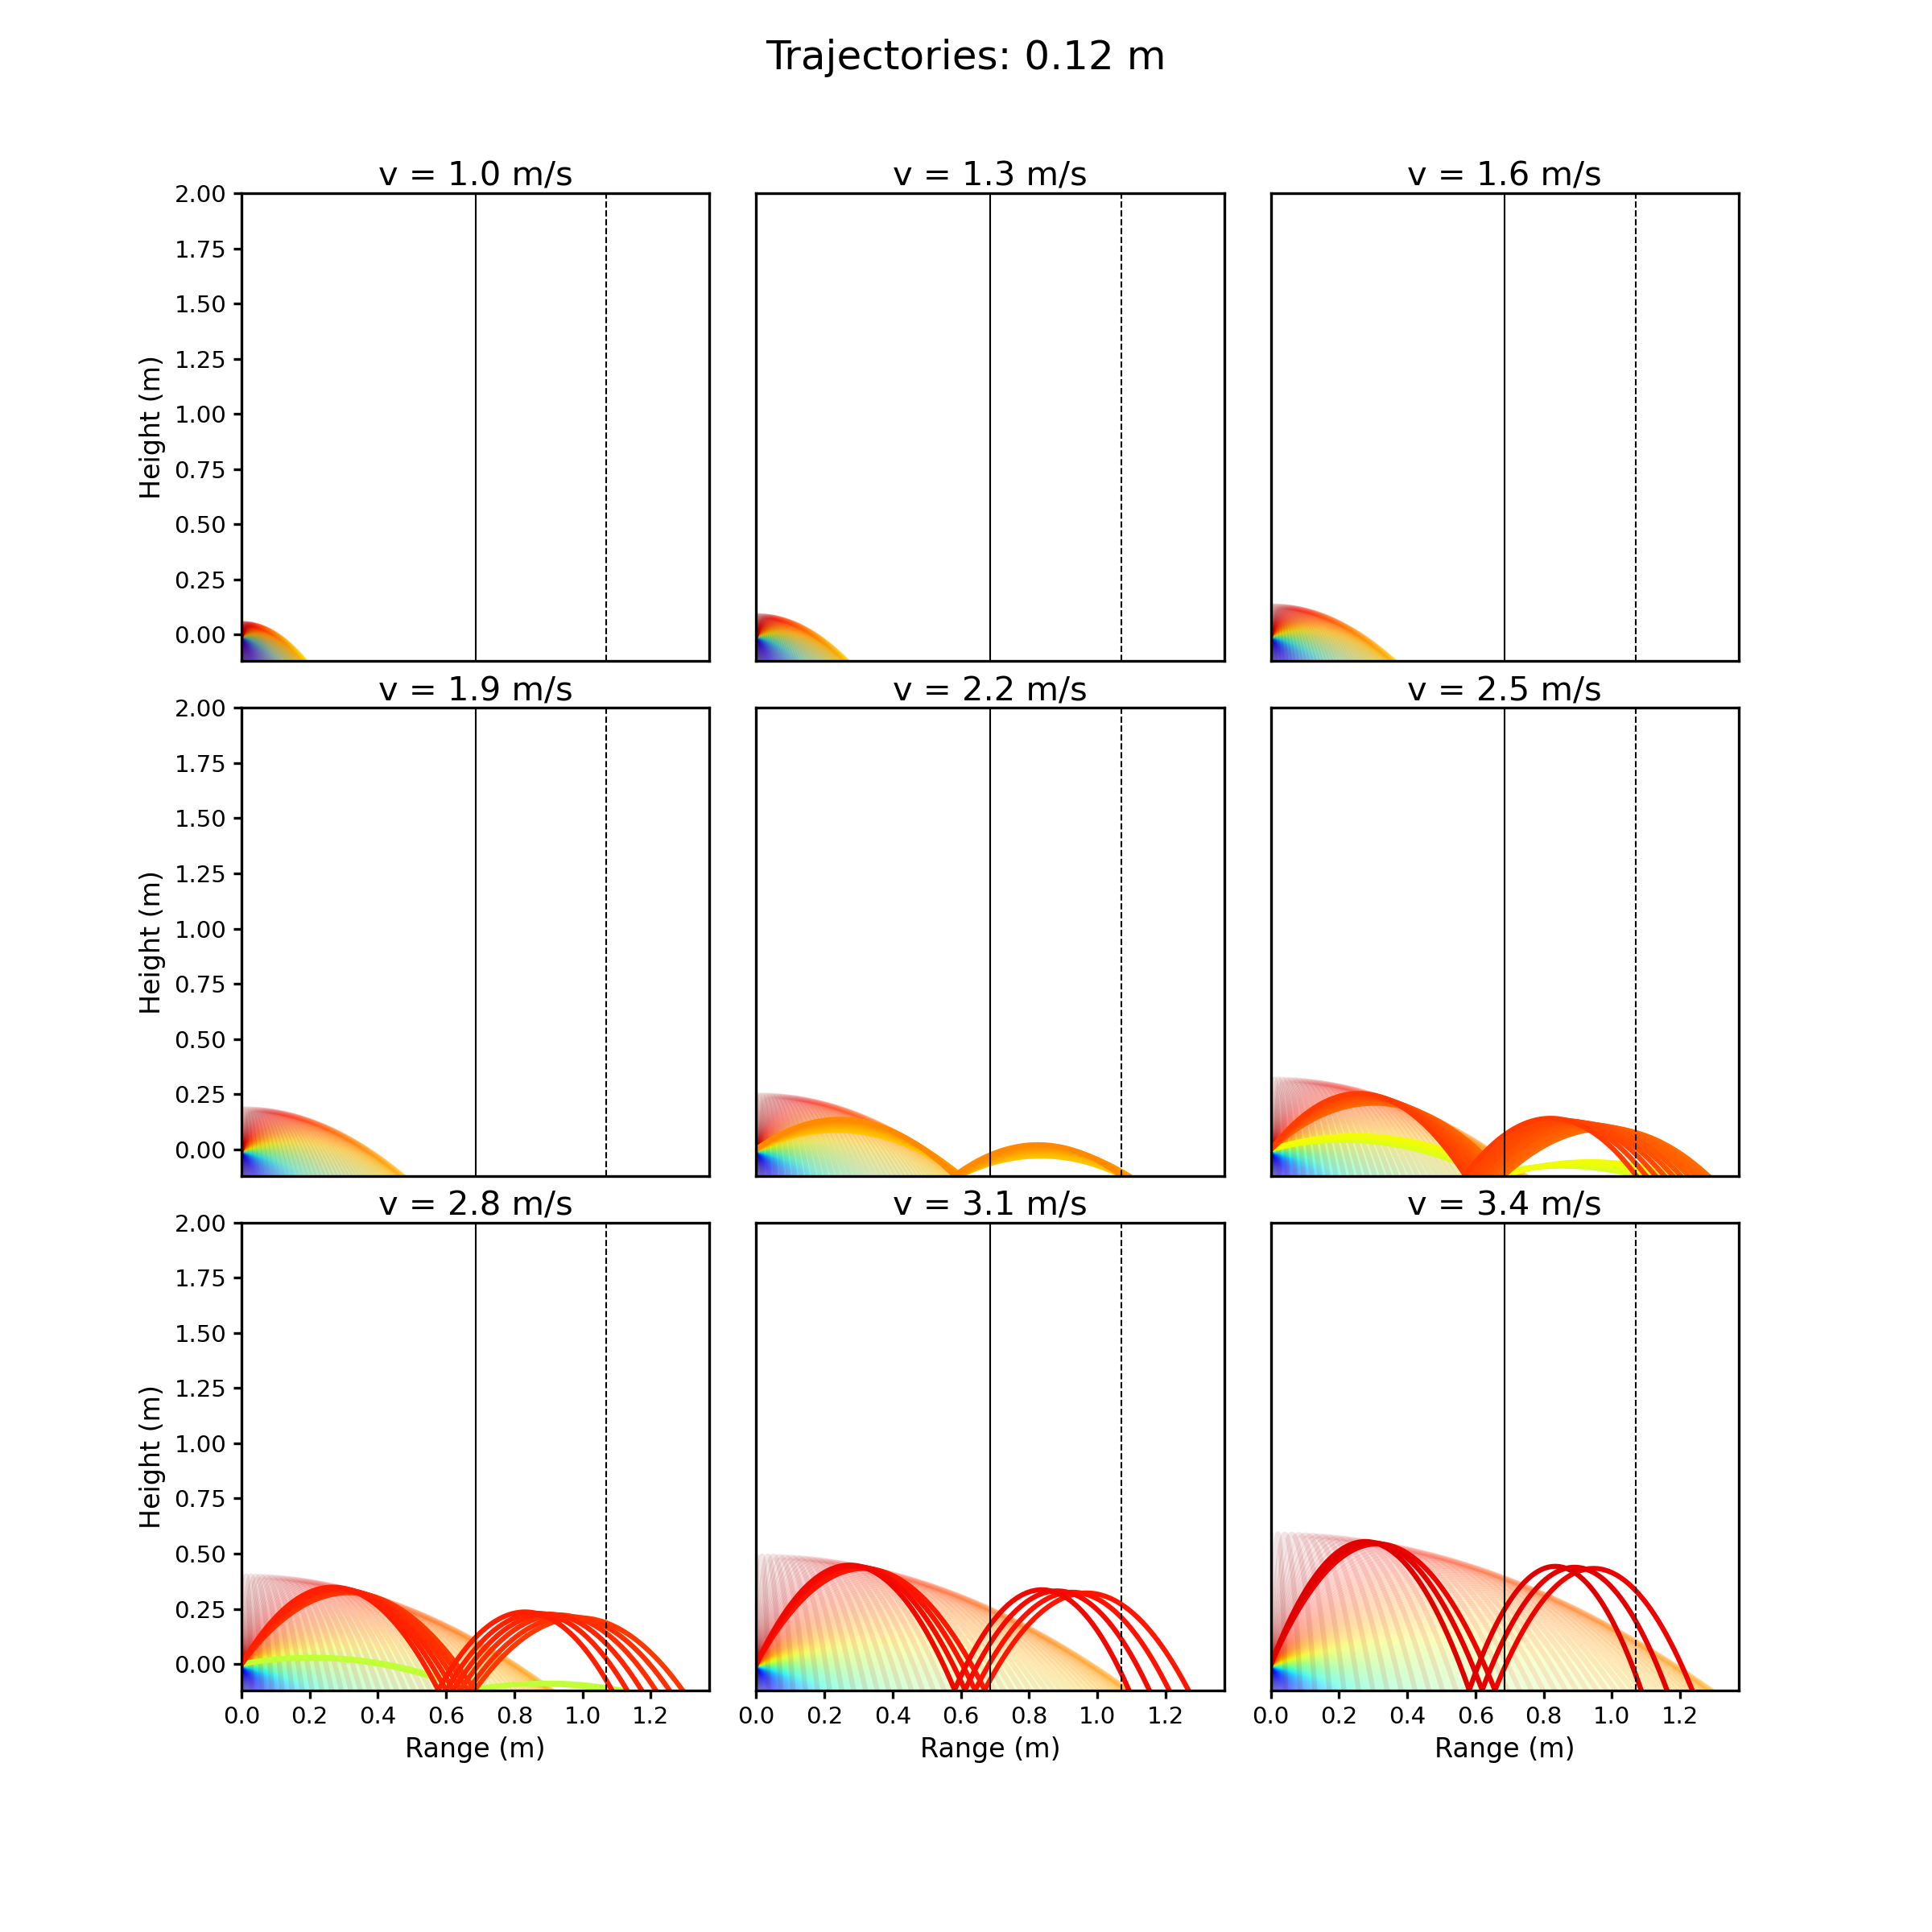 Trajectories: 0.12 m
v = 1.0 m/s
v = 1.3 m/s
v = 1.6 m/s
2.00
1.75
1.50
1.25
1.00
0.75
0.50
0.25
0.00
Height (m)
v = 1.9 m/s
v = 2.2 m/s
v = 2.5 m/s
2.00
1.75
1.50
1.25
1.00
0.75
0.50
0.25
0.00
Height (m)
v = 2.8 m/s
v = 3.1 m/s
v = 3.4 m/s
2.00
1.75
1.50
1.25
1.00
0.75
0.50
0.25
0.00
Height (m)
0.0 0.2 0.4 0.6 0.8 1.0 1.2
0.0 0.2 0.4 0.6 0.8 1.0 1.2
0.0 0.2 0.4 0.6 0.8 1.0 1.2
Range (m)
Range (m)
Range (m)